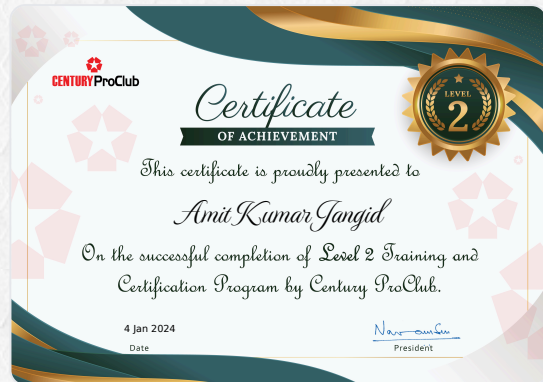 CENTURY ProClub
LEVEL
2
Certificate
OF ACHIEVEMENT
This certificate is proudly presented to
Amit Kumar Jangid
On the successful completion of Level 2 Training and
Certification Program by Century ProClub.
4 Jan 2024
Date
President